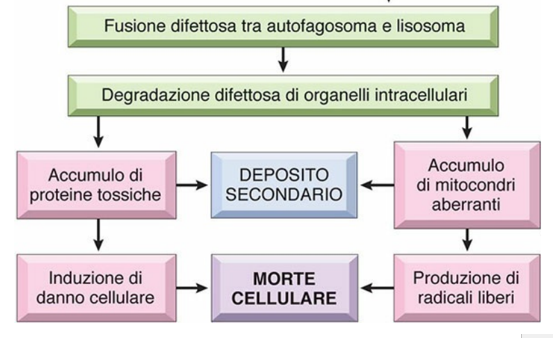 Fusione difettosa tra autofagosoma e lisosoma
Degradazione difettosa di organelli intracellulari
Accumulo di
proteine tossiche
DEPOSITO
SECONDARIO
Accumulo
di mitocondri
aberranti
Induzione di
danno cellulare
MORTE
CELLULARE
Produzione di
radicali liberi